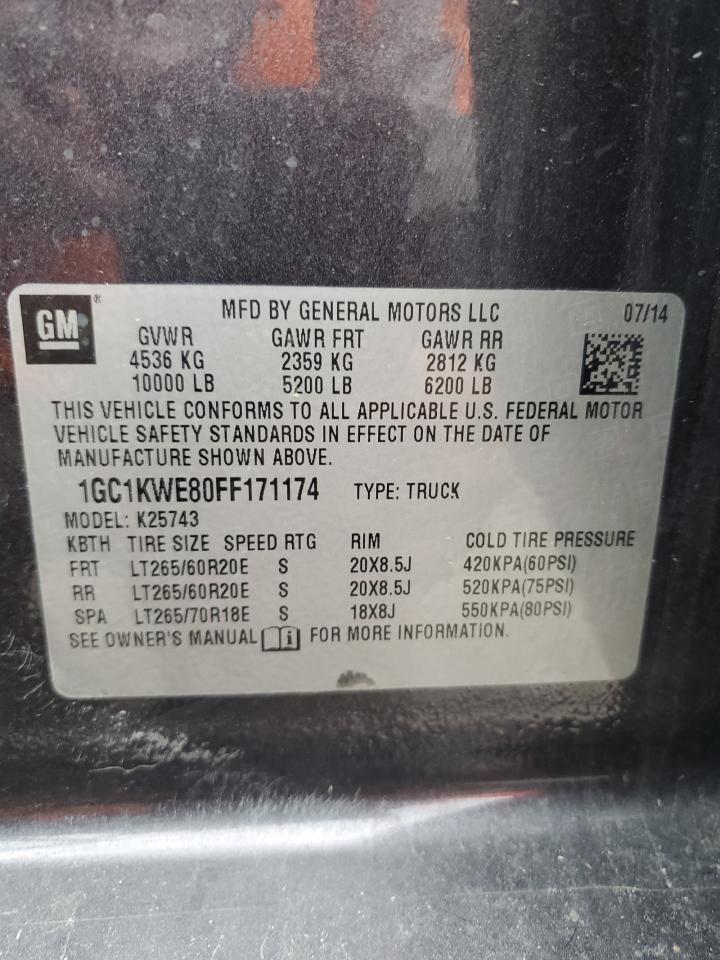 GM® MFD BY GENERAL MOTORS LLC 07/14
GVWR GAWR FRT GAWR RR
4536 KG 2359 KG 2812 KG
10000 LB 5200 LB 6200 LB
THIS VEHICLE CONFORMS TO ALL APPLICABLE U.S. FEDERAL MOTOR
VEHICLE SAFETY STANDARDS IN EFFECT ON THE DATE OF
MANUFACTURE SHOWN ABOVE.
1GC1KWE80FF171174 TYPE: TRUCK
MODEL: K25743
KBTH TIRE SIZE SPEED RTG RIM COLD TIRE PRESSURE
FRT LT265/60R20E S 20X8.5J 420KPA(60PSI)
RR LT265/60R20E S 20X8.5J 520KPA(75PSI)
SPA LT265/70R18E S 18X8J 550KPA(80PSI)
SEE OWNER'S MANUAL i FOR MORE INFORMATION.